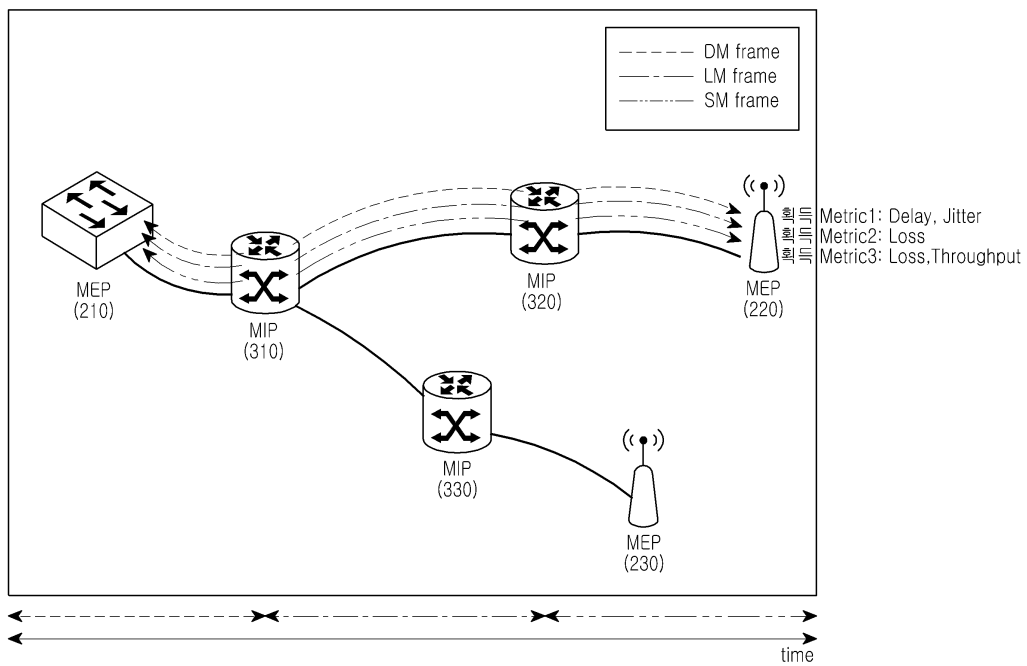 DM frame
LM frame
SM frame
획득 Metric1: Delay, Jitter
획득 Metric2: Loss
획득 Metric3: Loss,Throughput
MEP
(210)
MIP
(310)
MIP
(320)
MEP
(220)
MIP
(330)
MEP
(230)
time